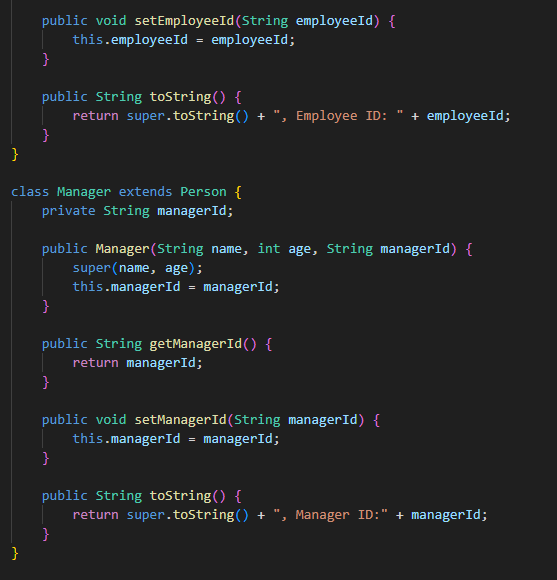 public void setEmployeeId(String employeeId) {
this.employeeId = employeeId;
}
public String toString() {
return super.toString() + ", Employee ID: " + employeeId;
}
}
class Manager extends Person {
private String managerId;
public Manager(String name, int age, String managerId) {
super(name, age);
this.managerId = managerId;
}
public String getManagerId() {
return managerId;
}
public void setManagerId(String managerId) {
this.managerId = managerId;
}
public String toString() {
return super.toString() + ", Manager ID:" + managerId;
}
}